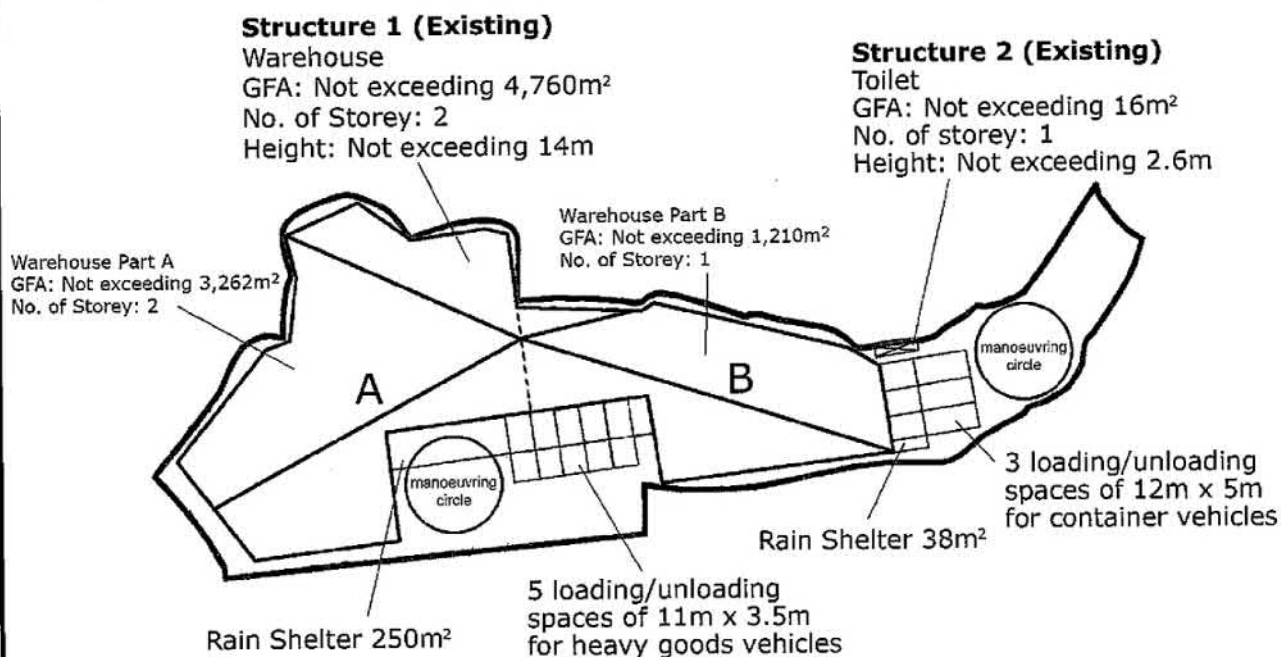 Structure 1 (Existing)
Warehouse
GFA: Not exceeding 4,760m²
No. of Storey: 2
Height: Not exceeding 14m
Structure 2 (Existing)
Toilet
GFA: Not exceeding 16m²
No. of storey: 1
Height: Not exceeding 2.6m
Warehouse Part A
GFA: Not exceeding 3,262m²
No. of Storey: 2
Warehouse Part B
GFA: Not exceeding 1,210m²
No. of Storey: 1
A
B
manoeuvring
circle
manoeuvring
circle
3 loading/unloading
spaces of 12m x 5m
for container vehicles
Rain Shelter 38m²
5 loading/unloading
spaces of 11m x 3.5m
for heavy goods vehicles
Rain Shelter 250m²